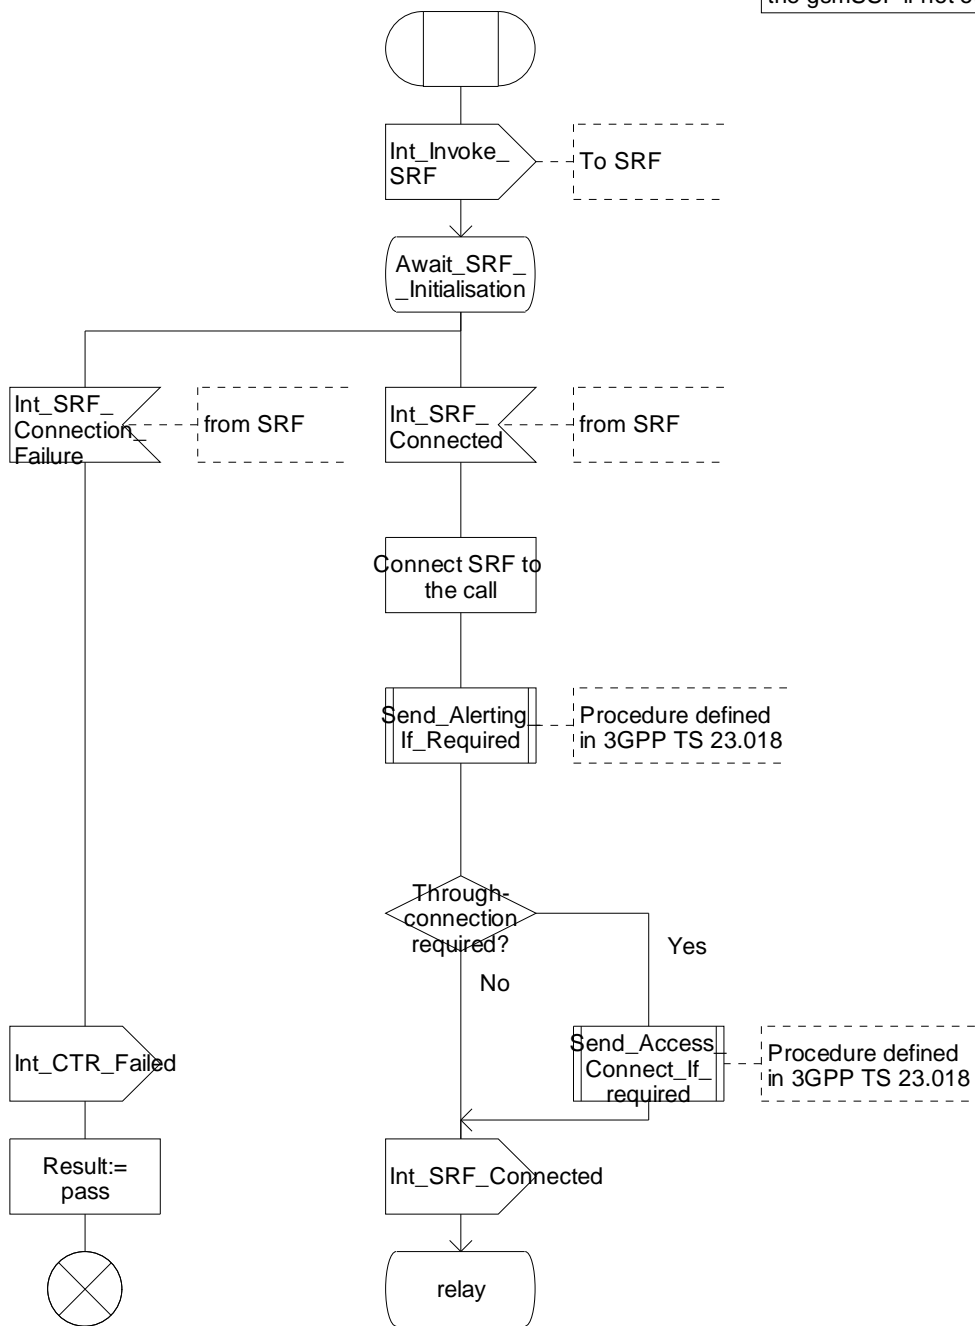 Int_Invoke_
SRF
To SRF
Await_SRF_
_Initialisation
Int_SRF_
Connection_
Failure
from SRF
Int_SRF_
Connected
from SRF
Connect SRF to
the call
Send_Alerting_
If_Required
Procedure defined
in 3GPP TS 23.018
Through-
connection
required?
Yes
No
Int_CTR_Failed
Send_Access_
Connect_If_
required
Procedure defined
in 3GPP TS 23.018
Result:=
pass
Int_SRF_Connected
relay